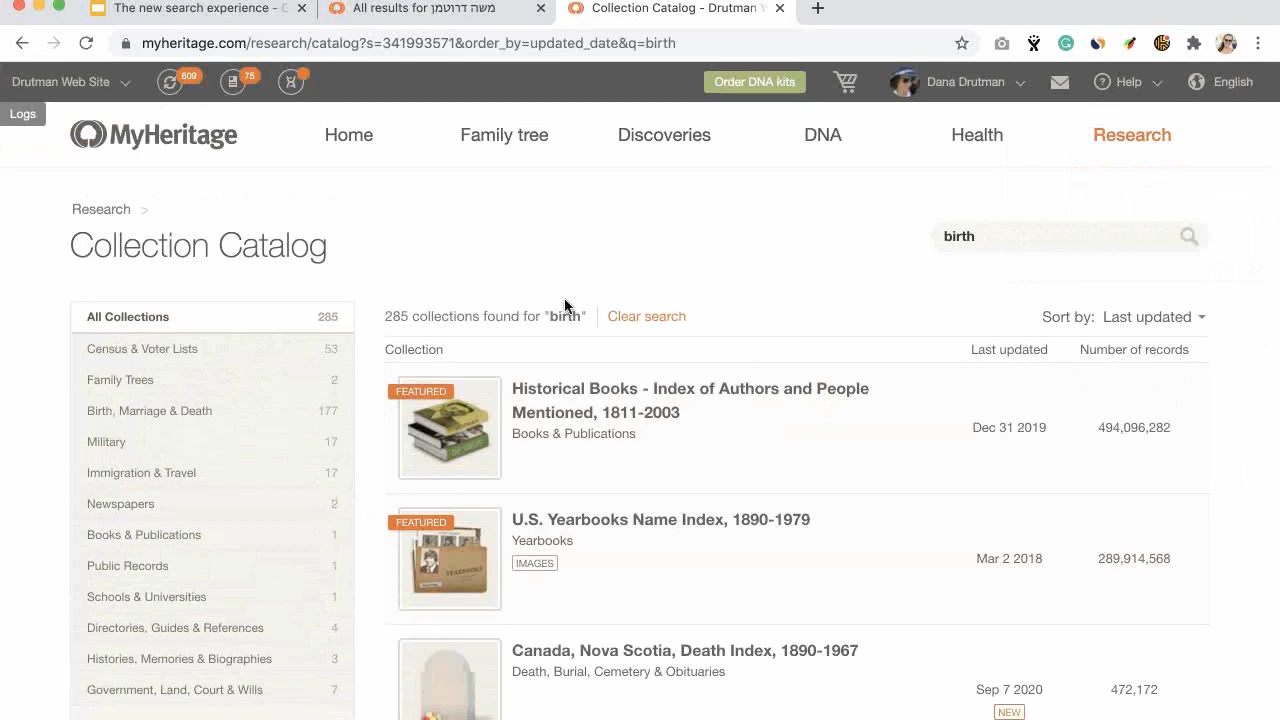 The new search experience - G
All results for משה דרוטמן
Collection Catalog - Drutman W
myheritage.com/research/catalog?s=341993571&order_by=updated_date&q=birth
Drutman Web Site
609
75
Order DNA kits
Dana Drutman
Help
English
Logs
MyHeritage
Home
Family tree
Discoveries
DNA
Health
Research
Research >
Collection Catalog
birth
All Collections 285
Census & Voter Lists 53
Family Trees 2
Birth, Marriage & Death 177
Military 17
Immigration & Travel 17
Newspapers 2
Books & Publications 1
Public Records 1
Schools & Universities 1
Directories, Guides & References 4
Histories, Memories & Biographies 3
Government, Land, Court & Wills 7
285 collections found for "birth"
Clear search
Sort by: Last updated
Collection
Last updated
Number of records
FEATURED
Historical Books - Index of Authors and People
Mentioned, 1811-2003
Books & Publications
Dec 31 2019
494,096,282
FEATURED
YEARBOOKS
U.S. Yearbooks Name Index, 1890-1979
Yearbooks
IMAGES
Mar 2 2018
289,914,568
Canada, Nova Scotia, Death Index, 1890-1967
Death, Burial, Cemetery & Obituaries
Sep 7 2020
NEW
472,172